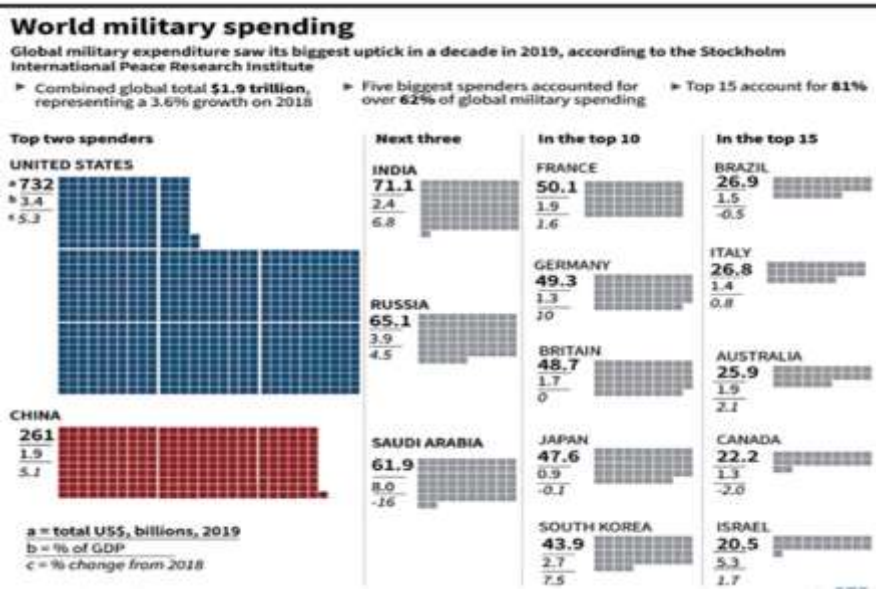 World military spending
Global military expenditure saw its biggest uptick in a decade in 2019, according to the Stockholm
International Peace Research Institute
► Combined global total $1.9 trillion,
representing a 3.6% growth on 2018
► Five biggest spenders accounted for
over 62% of global military spending
► Top 15 account for 81%
Top two spenders
UNITED STATES
a 732
b 3.4
c 5.3
CHINA
261
1.9
5.1
a = total US$, billions, 2019
b = % of GDP
c = % change from 2018
Next three
INDIA
71.1
2.4
6.8
RUSSIA
65.1
3.9
4.5
SAUDI ARABIA
61.9
8.0
-16
In the top 10
FRANCE
50.1
1.9
1.6
GERMANY
49.3
1.3
10
BRITAIN
48.7
1.7
0
JAPAN
47.6
0.9
-0.1
SOUTH KOREA
43.9
2.7
7.5
In the top 15
BRAZIL
26.9
1.5
-0.5
ITALY
26.8
1.4
0.8
AUSTRALIA
25.9
1.9
2.1
CANADA
22.2
1.3
-2.0
ISRAEL
20.5
5.3
1.7